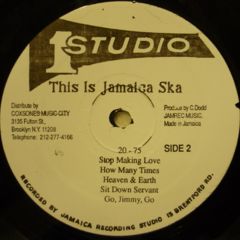 1 STUDIO
This Is Jamaica Ska
Distribute by
COXSONE'S MUSIC CITY
3135 Fulton St.,
Brooklyn N.Y. 11208
Telephone: 212-277-4166
Produce by C. Dodd
JAMREC MUSIC.
Made in Jamaica
20 - 75
SIDE 2
Stop Making Love
How Many Times
Heaven & Earth
Sit Down Servant
Go, Jimmy, Go
RECORDED BY JAMAICA RECORDING STUDIO 13 BRENTFORD RD.